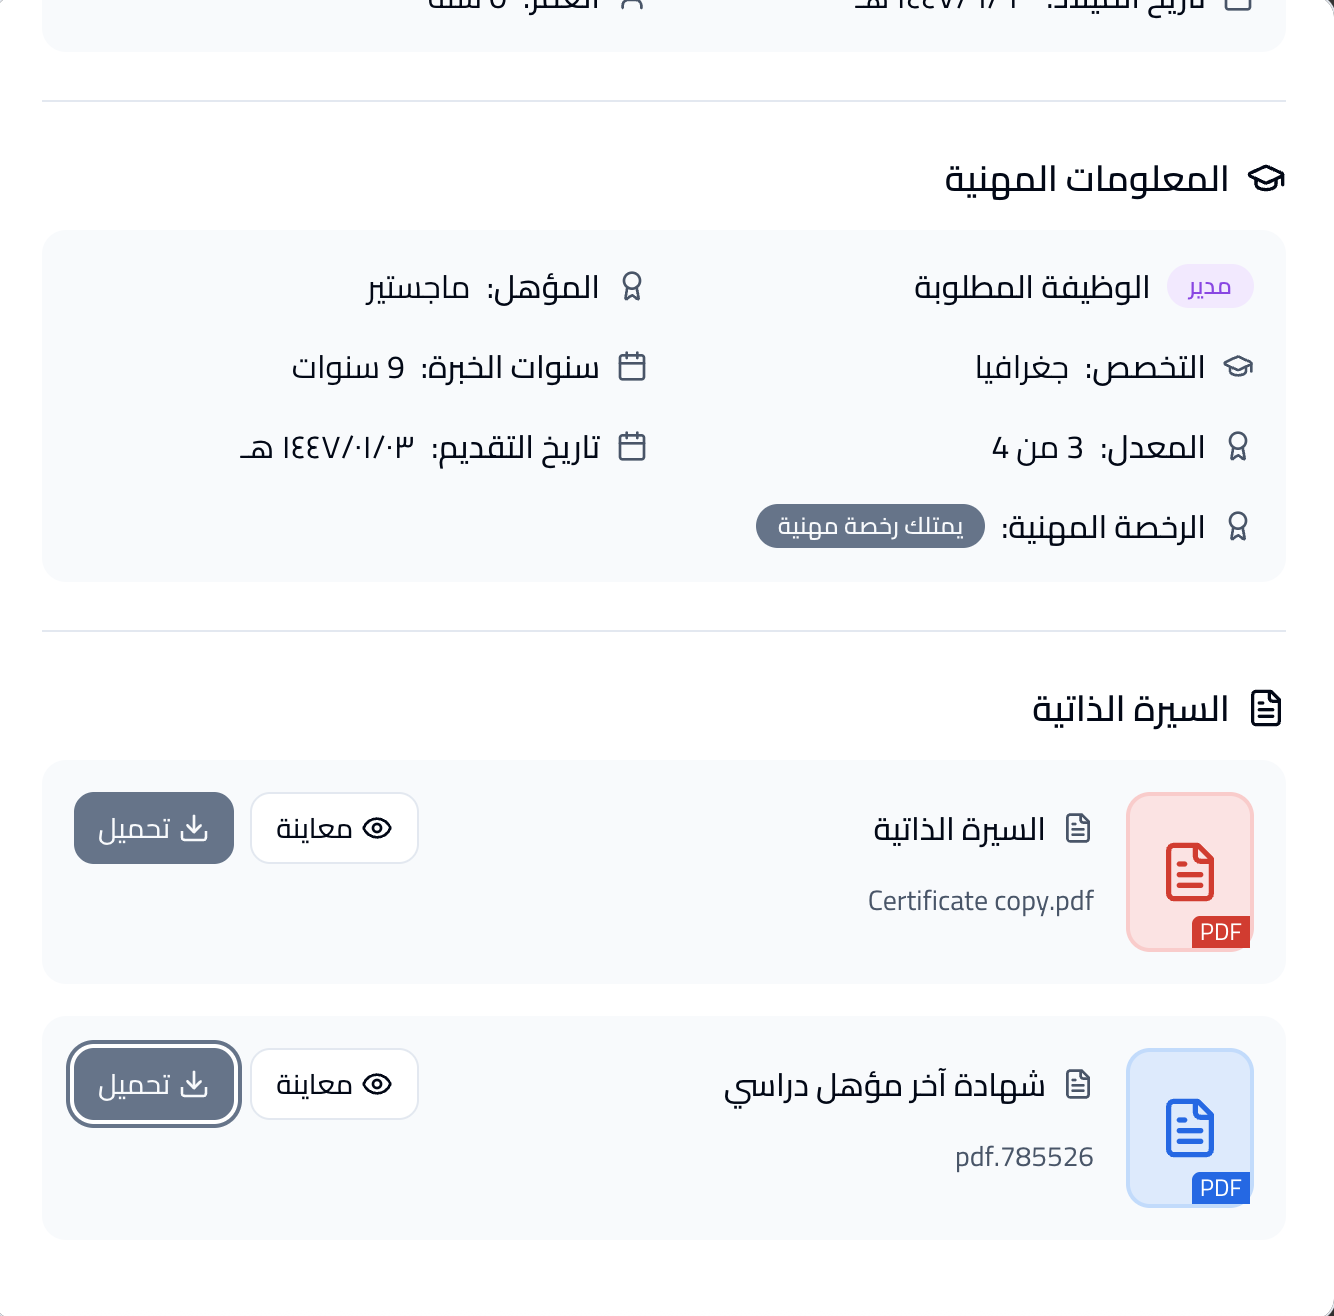 المعلومات المهنية
مدير الوظيفة المطلوبة
المؤهل: ماجستير
التخصص: جغرافيا
سنوات الخبرة: 9 سنوات
المعدل: 3 من 4
تاريخ التقديم: ١٤٤٧/٠١/٠٣ هـ
الرخصة المهنية: يمتلك رخصة مهنية
السيرة الذاتية
السيرة الذاتية
معاينة
تحميل
Certificate copy.pdf
PDF
شهادة آخر مؤهل دراسي
معاينة
تحميل
pdf.785526
PDF